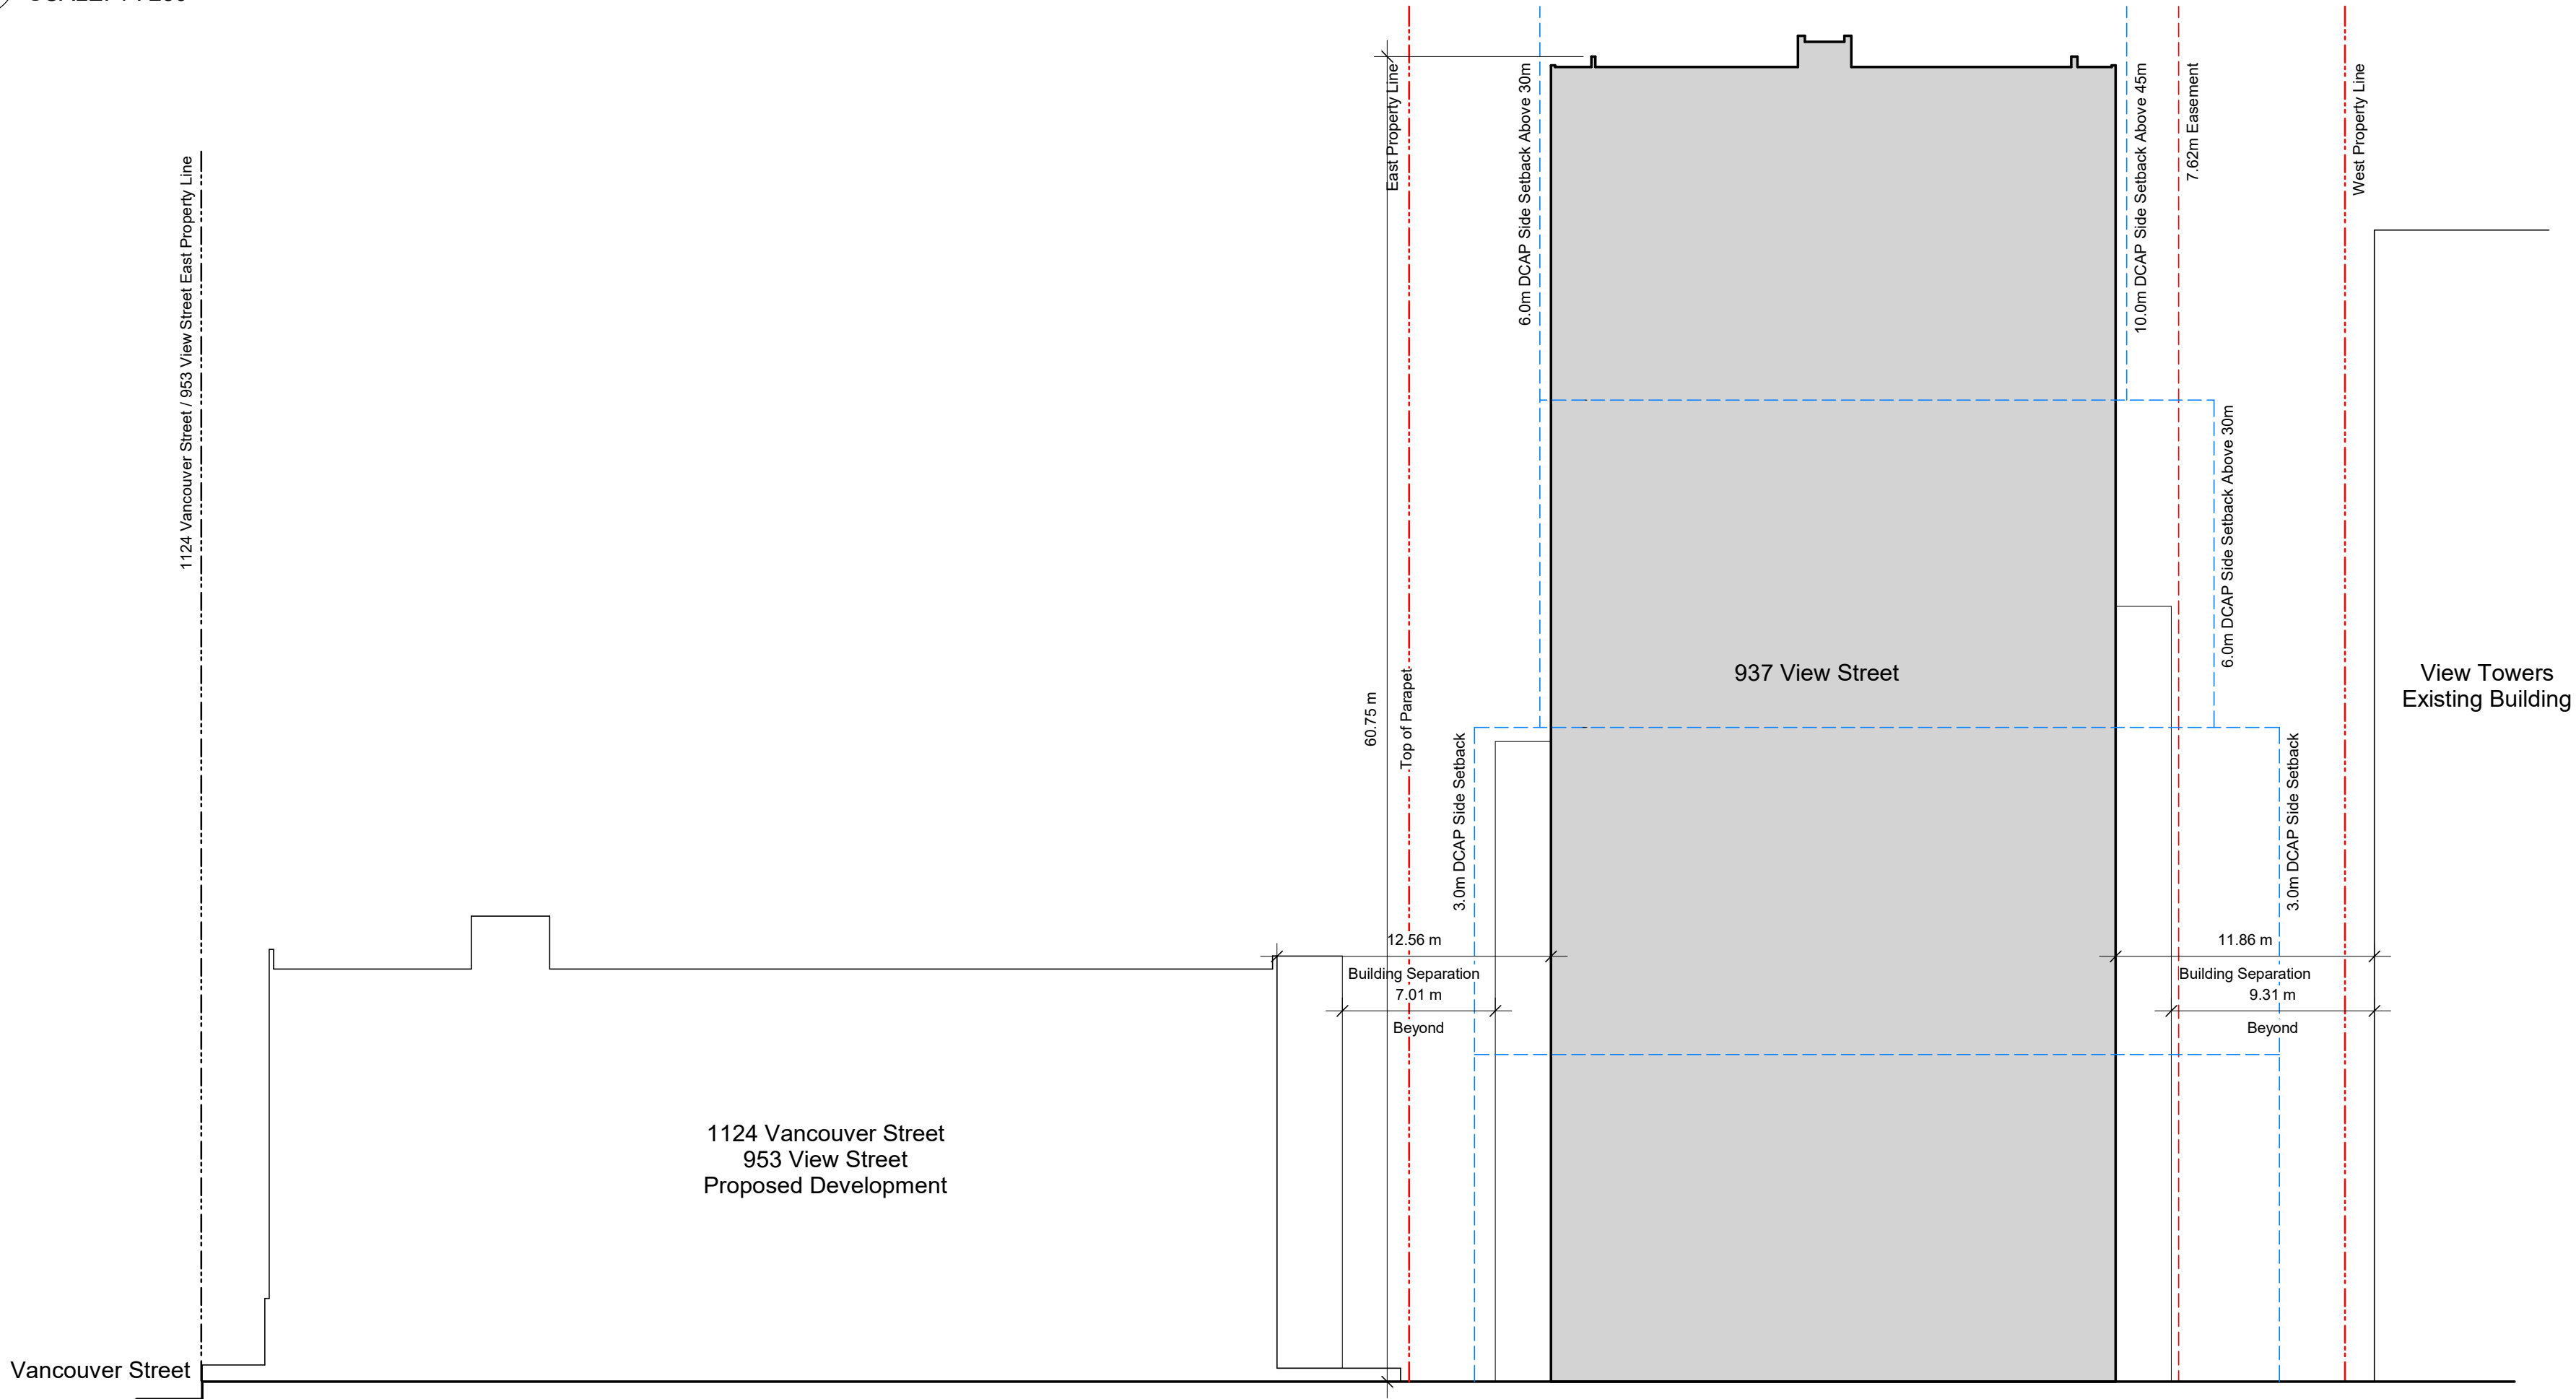 1124 Vancouver Street / 953 View Street East Property Line
East Property Line
6.0m DCAP Side Setback Above 30m
10.0m DCAP Side Setback Above 45m
7.62m Easement
West Property Line
6.0m DCAP Side Setback Above 30m
937 View Street
View Towers
Existing Building
60.75 m
Top of Parapet
3.0m DCAP Side Setback
3.0m DCAP Side Setback
12.56 m
Building Separation
7.01 m
Beyond
11.86 m
Building Separation
9.31 m
Beyond
1124 Vancouver Street
953 View Street
Proposed Development
Vancouver Street